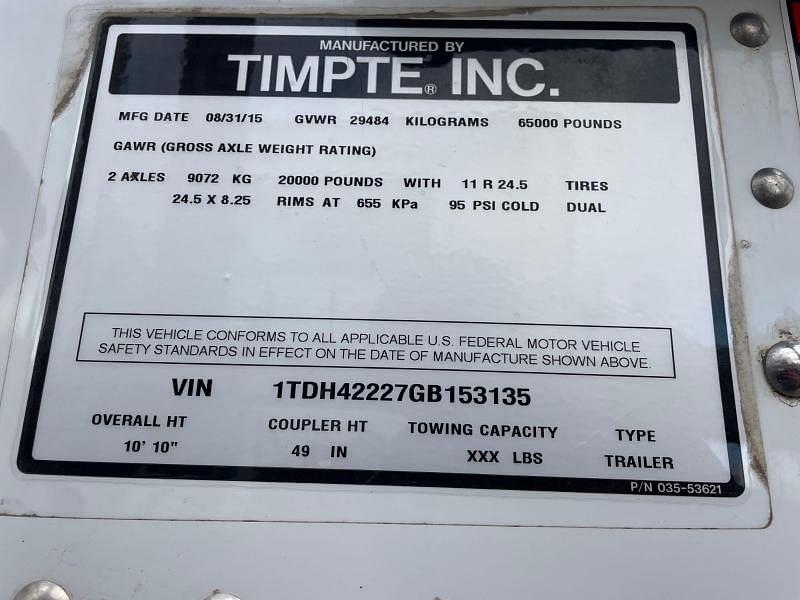 MANUFACTURED BY
TIMPTE® INC.
MFG DATE 08/31/15 GVWR 29484 KILOGRAMS 65000 POUNDS
GAWR (GROSS AXLE WEIGHT RATING)
2 AXLES 9072 KG 20000 POUNDS WITH 11 R 24.5 TIRES
24.5 X 8.25 RIMS AT 655 KPa 95 PSI COLD DUAL
THIS VEHICLE CONFORMS TO ALL APPLICABLE U.S. FEDERAL MOTOR VEHICLE
SAFETY STANDARDS IN EFFECT ON THE DATE OF MANUFACTURE SHOWN ABOVE.
VIN 1TDH42227GB153135
OVERALL HT COUPLER HT TOWING CAPACITY TYPE
10' 10" 49 IN XXX LBS TRAILER
P/N 035-53621